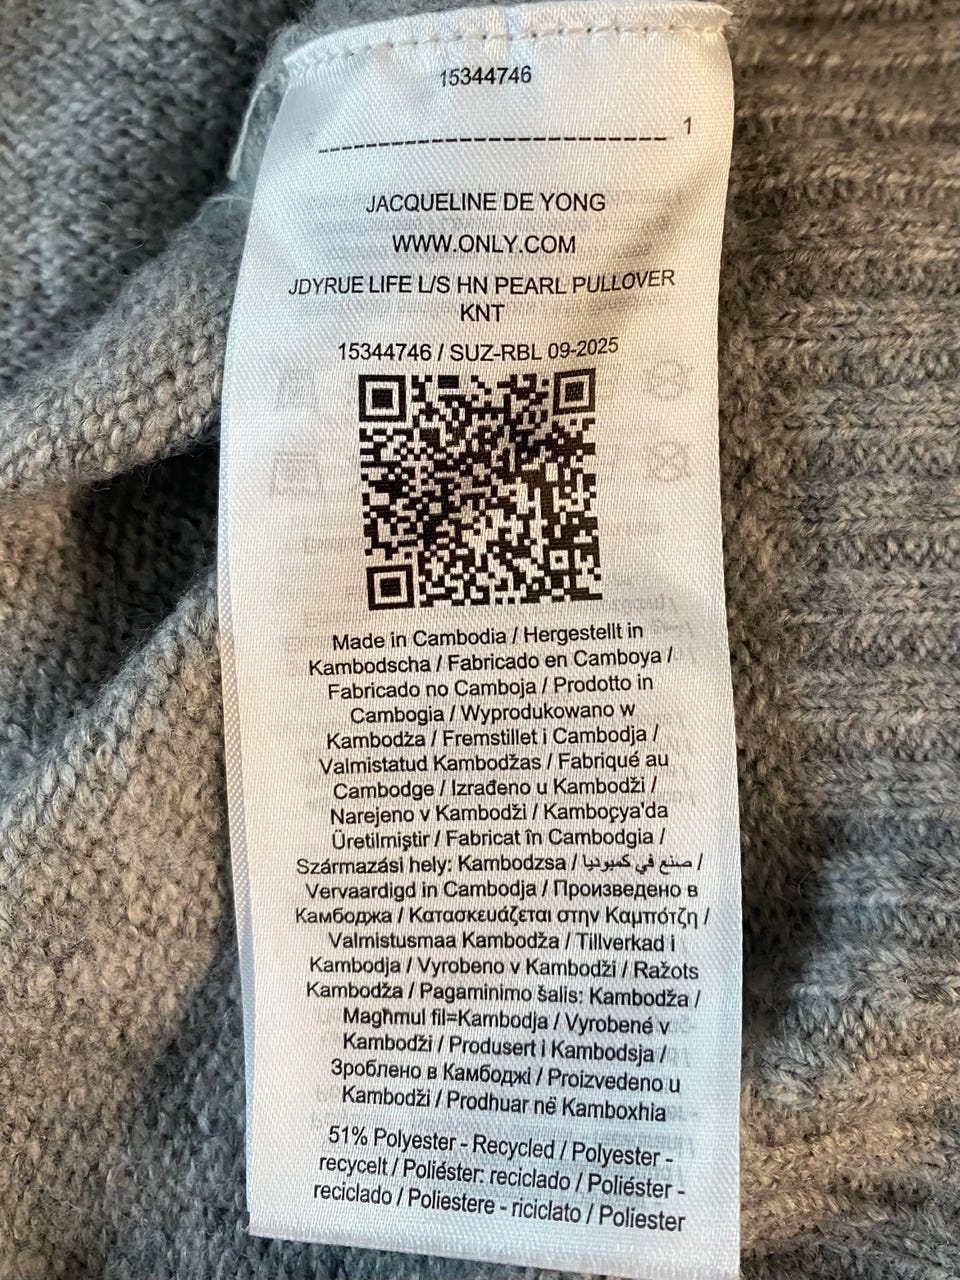 15344746
1
JACQUELINE DE YONG
WWW.ONLY.COM
JDYRUE LIFE L/S HN PEARL PULLOVER
KNT
15344746 / SUZ-RBL 09-2025
Made in Cambodia / Hergestellt in
Kambodscha / Fabricado en Camboya /
Fabricado no Camboja / Prodotto in
Cambogia / Wyprodukowano w
Kambodża / Fremstillet i Cambodja /
Valmistatud Kambodžas / Fabriqué au
Cambodge / Izrađeno u Kambodži /
Narejeno v Kambodži / Kamboçya'da
Üretilmiştir / Fabricat în Cambodgia /
Származási hely: Kambodzsa / صنع في كمبوديا /
Vervaardigd in Cambodja / Произведено в
Камбоджа / Κατασκευάζεται στην Καμπότζη /
Valmistusmaa Kambodža / Tillverkad i
Kambodja / Vyrobeno v Kambodži / Ražots
Kambodža / Pagaminimo šalis: Kambodža /
Magħmul fil=Kambodja / Vyrobené v
Kambodži / Produsert i Kambodsja /
Зроблено в Камбоджі / Proizvedeno u
Kambodži / Prodhuar në Kamboxhia
51% Polyester - Recycled / Polyester -
recycelt / Poliéster: reciclado / Poliéster -
reciclado / Poliestere - riciclato / Poliester